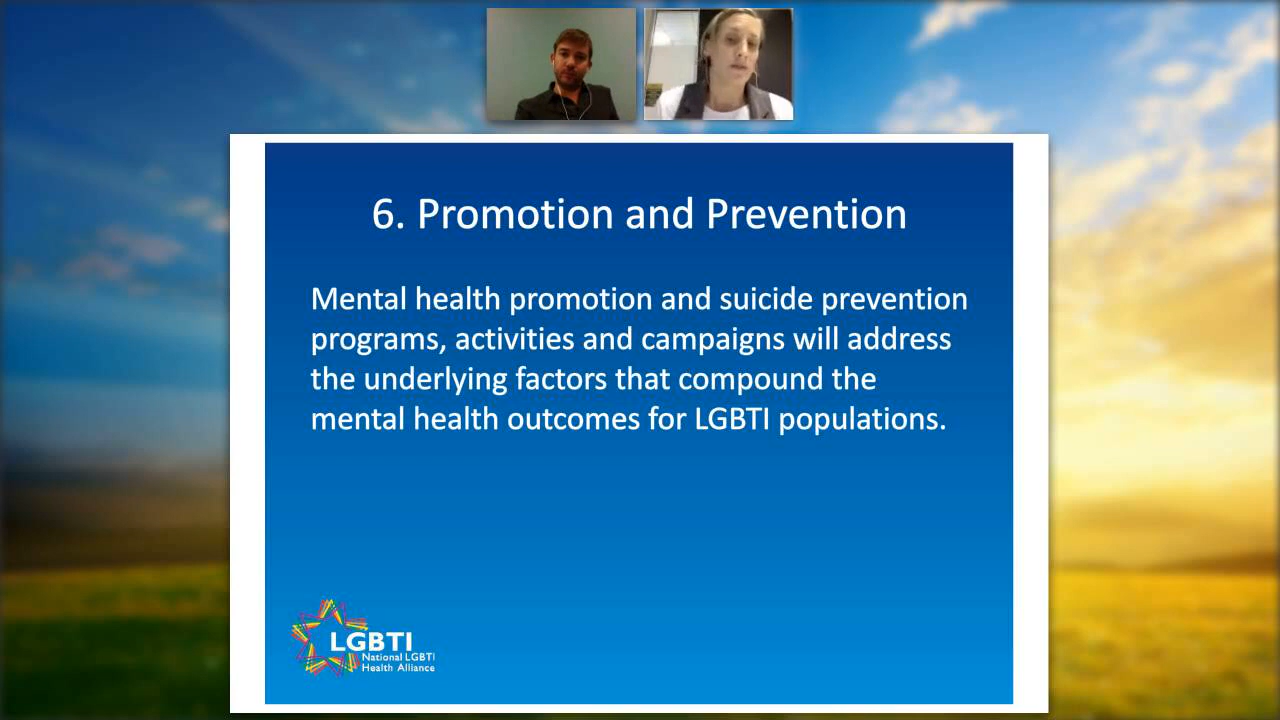 6. Promotion and Prevention
Mental health promotion and suicide prevention
programs, activities and campaigns will address
the underlying factors that compound the
mental health outcomes for LGBTI populations.
LGBTI
National LGBTI
Health Alliance